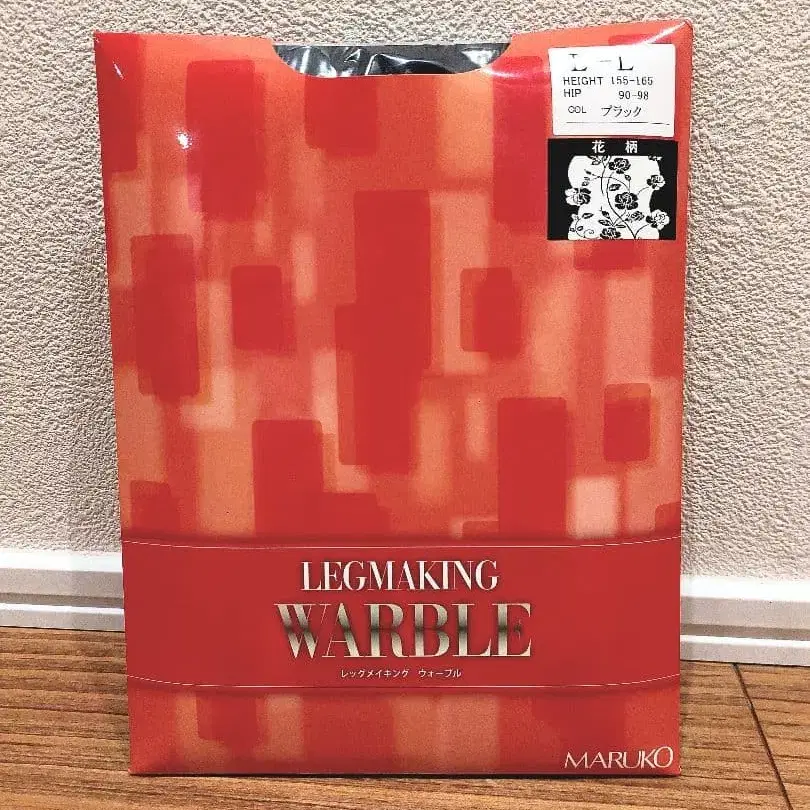 L-L
HEIGHT 155-165
HIP 90-98
COL ブラック
花柄
LEGMAKING
WARBLE
レッグメイキング ウォーブル
MARUKO